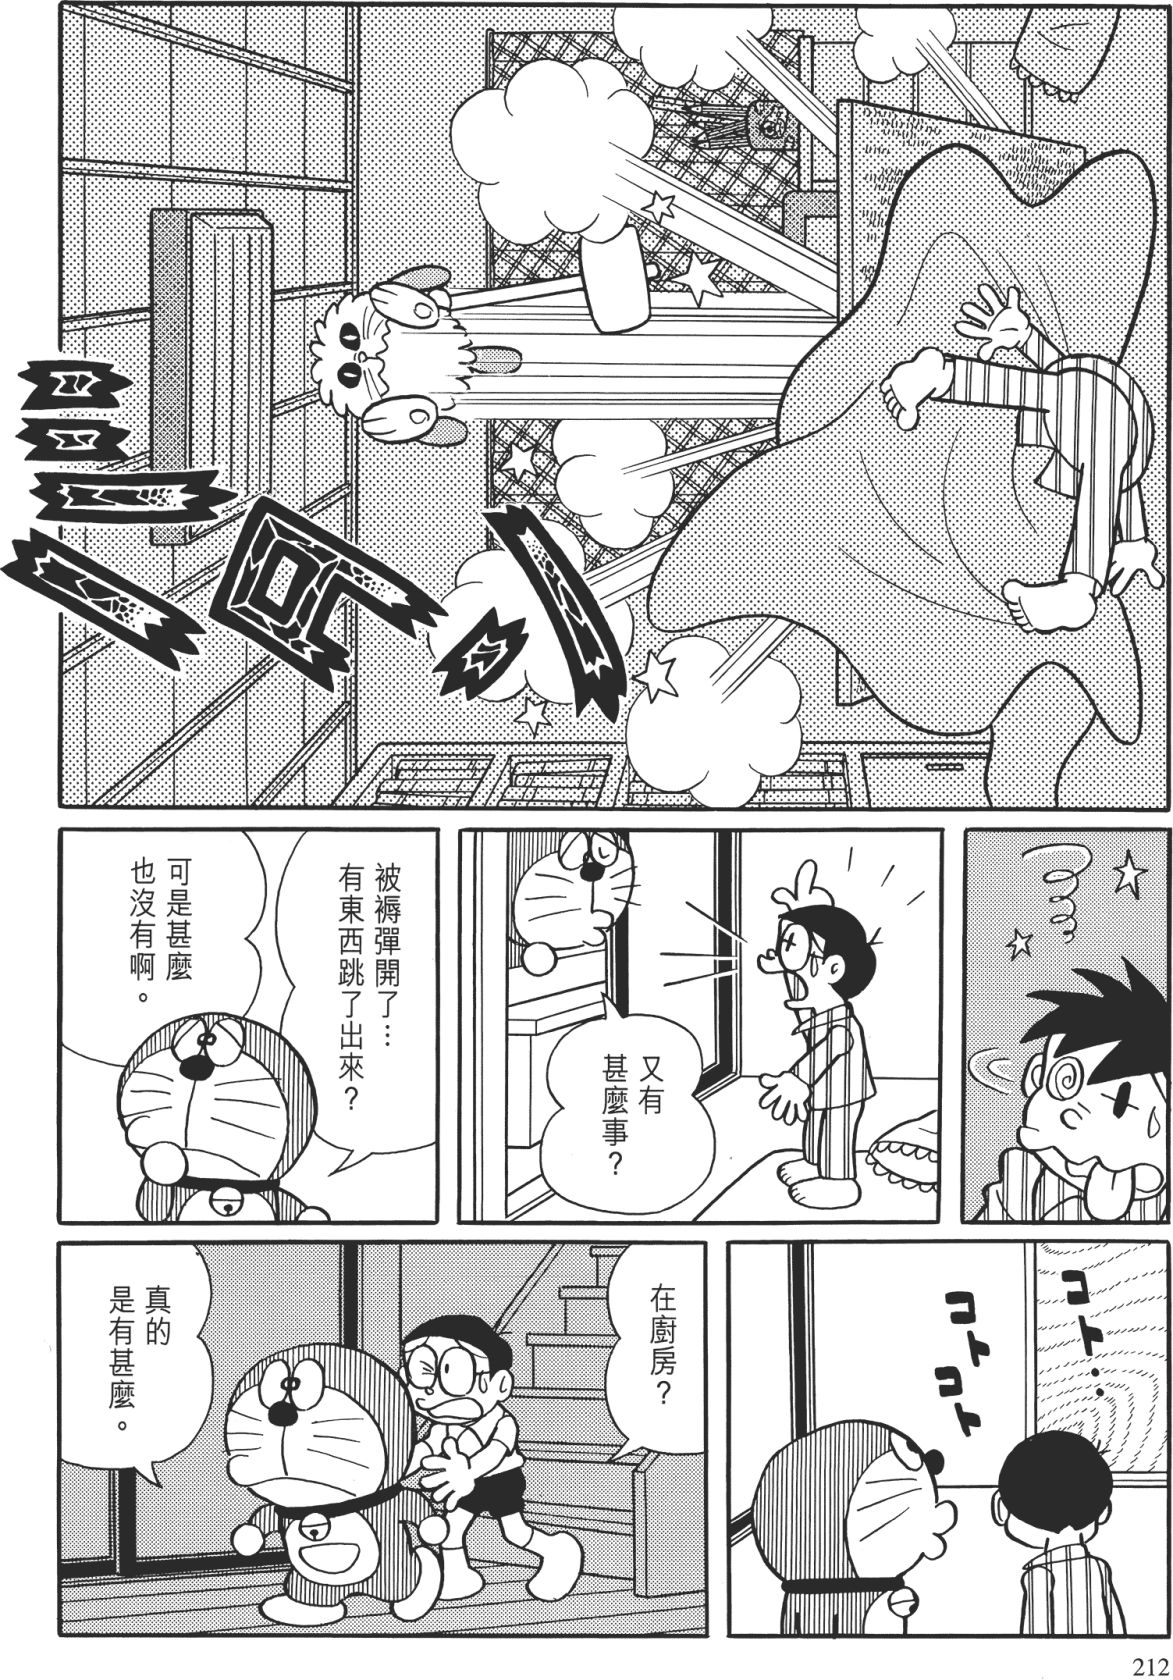 又有
甚麼事？
被褥彈開了…
有東西跳了出來？
可是甚麼
也沒有啊。
コト…
コト
コト
在廚房？
真的
是有甚麼。
212